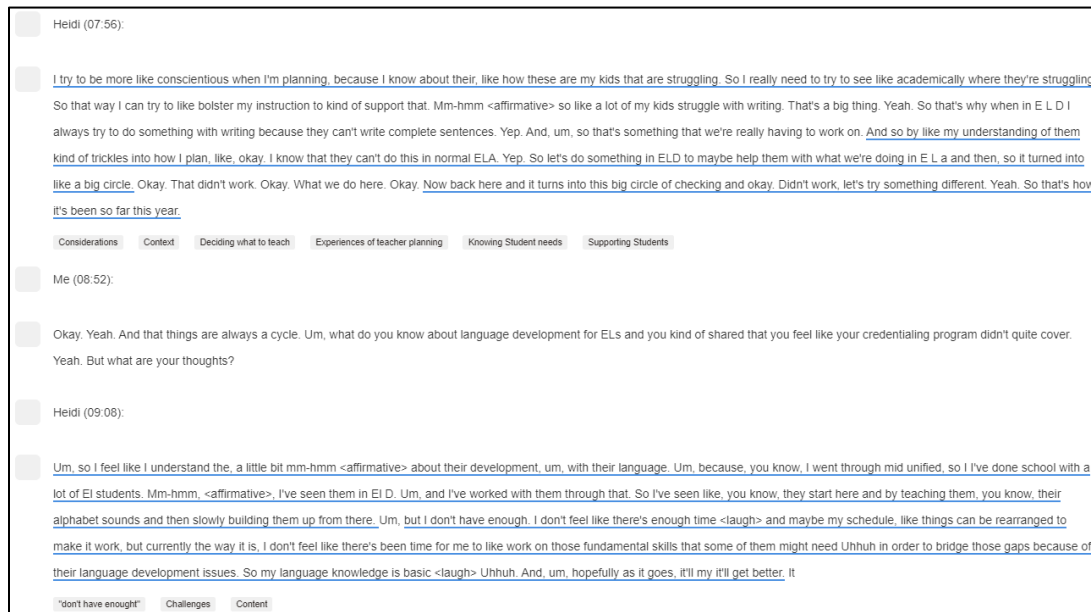 Heidi (07:56):
I try to be more like conscientious when I'm planning, because I know about their, like how these are my kids that are struggling. So I really need to try to see like academically where they're struggling
So that way I can try to like bolster my instruction to kind of support that. Mm-hmm <affirmative> so like a lot of my kids struggle with writing. That's a big thing. Yeah. So that's why when in E L D I
always try to do something with writing because they can't write complete sentences. Yep. And, um, so that's something that we're really having to work on. And so by like my understanding of them
kind of trickles into how I plan, like, okay. I know that they can't do this in normal ELA. Yep. So let's do something in ELD to maybe help them with what we're doing in E L a and then, so it turned into
like a big circle. Okay. That didn't work. Okay. What we do here. Okay. Now back here and it turns into this big circle of checking and okay. Didn't work, let's try something different. Yeah. So that's how
it's been so far this year.
Considerations Context Deciding what to teach Experiences of teacher planning Knowing Student needs Supporting Students
Me (08:52):
Okay. Yeah. And that things are always a cycle. Um, what do you know about language development for ELs and you kind of shared that you feel like your credentialing program didn't quite cover.
Yeah. But what are your thoughts?
Heidi (09:08):
Um, so I feel like I understand the, a little bit mm-hmm <affirmative> about their development, um, with their language. Um, because, you know, I went through mid unified, so I I've done school with a
lot of El students. Mm-hmm, <affirmative>, I've seen them in El D. Um, and I've worked with them through that. So I've seen like, you know, they start here and by teaching them, you know, their
alphabet sounds and then slowly building them up from there. Um, but I don't have enough. I don't feel like there's enough time <laugh> and maybe my schedule, like things can be rearranged to
make it work, but currently the way it is, I don't feel like there's been time for me to like work on those fundamental skills that some of them might need Uhhuh in order to bridge those gaps because of
their language development issues. So my language knowledge is basic <laugh> Uhhuh. And, um, hopefully as it goes, it'll my it'll get better. It
"don't have enought" Challenges Content